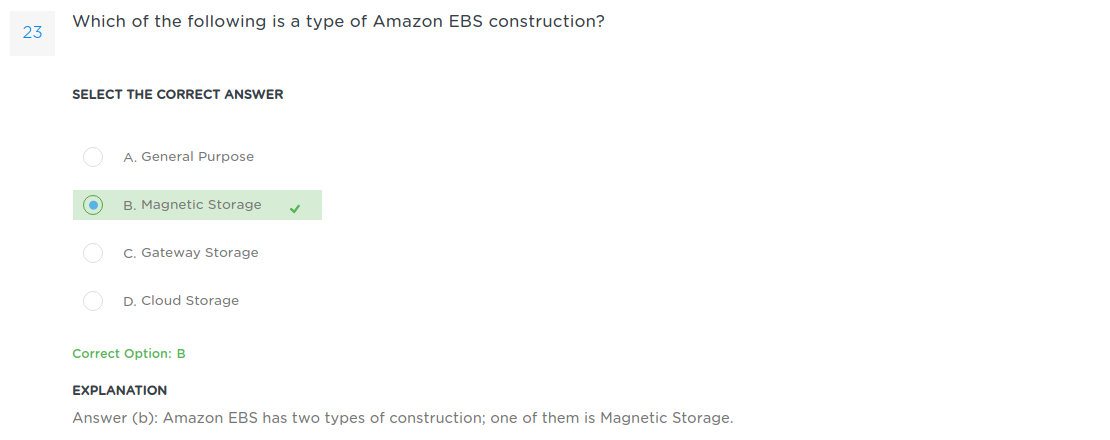 23
Which of the following is a type of Amazon EBS construction?
SELECT THE CORRECT ANSWER
A. General Purpose
B. Magnetic Storage
C. Gateway Storage
D. Cloud Storage
Correct Option: B
EXPLANATION
Answer (b): Amazon EBS has two types of construction; one of them is Magnetic Storage.